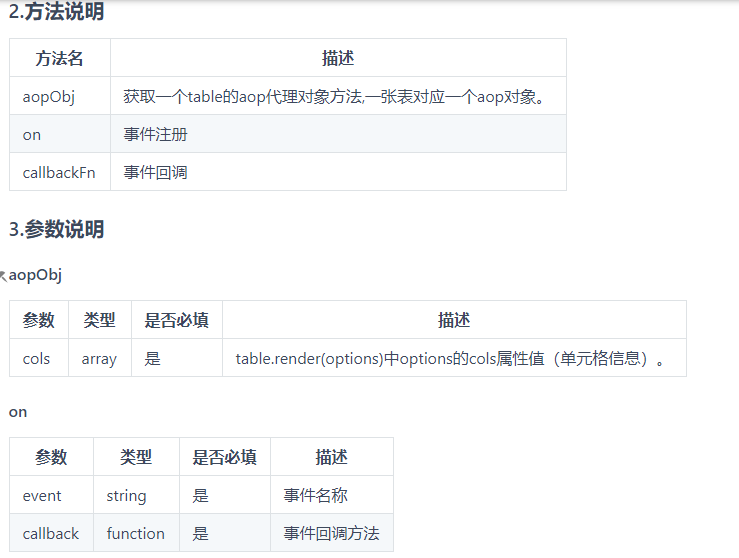 2.方法说明
方法名 描述
aopObj 获取一个table的aop代理对象方法,一张表对应一个aop对象。
on 事件注册
callbackFn 事件回调
3.参数说明
aopObj
参数 类型 是否必填 描述
cols array 是 table.render(options)中options的cols属性值（单元格信息）。
on
参数 类型 是否必填 描述
event string 是 事件名称
callback function 是 事件回调方法